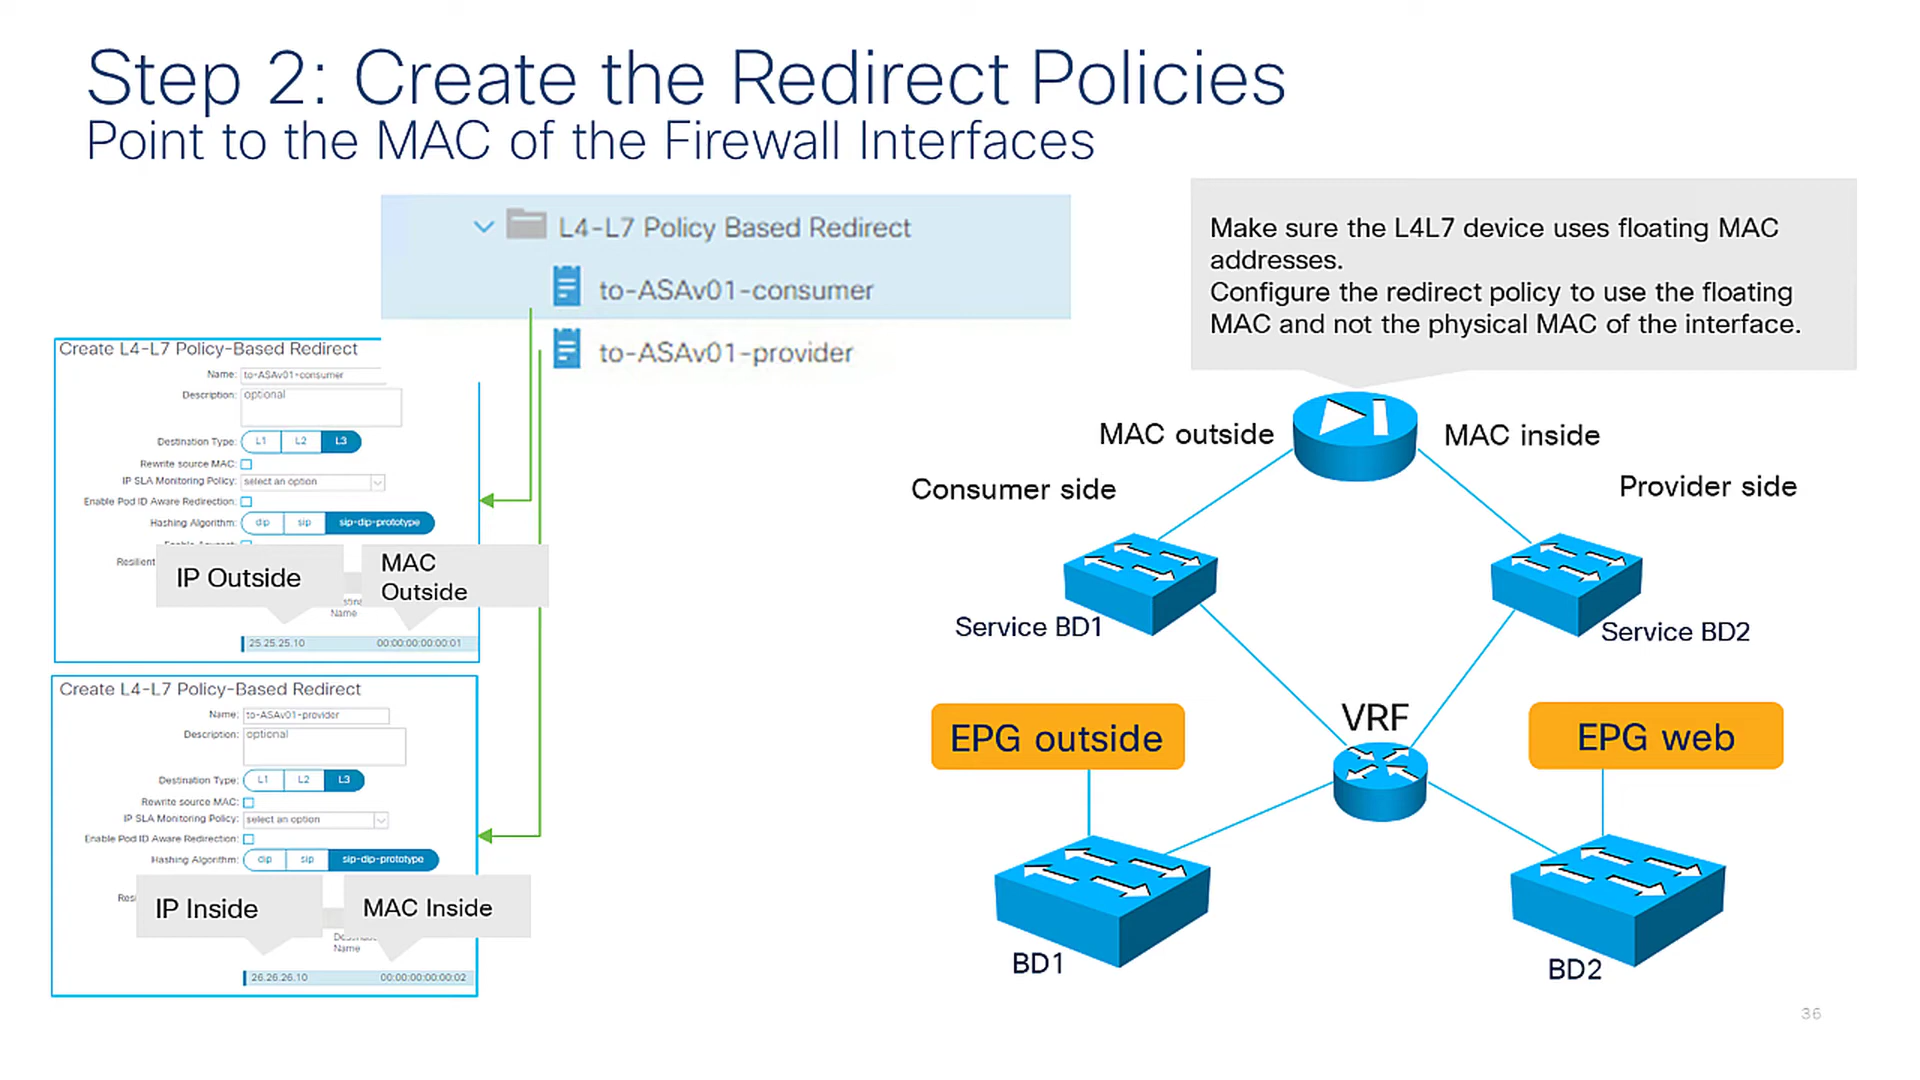 Step 2: Create the Redirect Policies
Point to the MAC of the Firewall Interfaces
L4-L7 Policy Based Redirect
to-ASAv01-consumer
to-ASAv01-provider
Make sure the L4L7 device uses floating MAC
addresses.
Configure the redirect policy to use the floating
MAC and not the physical MAC of the interface.
Create L4-L7 Policy-Based Redirect
Name: to-ASAv01-consumer
Description: optional
Destination Type: L1 L2 L3
Rewrite source MAC:
IP SLA Monitoring Policy: select an option
Enable Pod ID Aware Redirection:
Hashing Algorithm: dip sip sip-dip-prototype
Resilient
IP Outside
MAC
Outside
Name
25.25.25.10 00:00:00:00:00:01
Create L4-L7 Policy-Based Redirect
Name: to-ASAv01-provider
Description: optional
Destination Type: L1 L2 L3
Rewrite source MAC:
IP SLA Monitoring Policy: select an option
Enable Pod ID Aware Redirection:
Hashing Algorithm: dip sip sip-dip-prototype
IP Inside
MAC Inside
Name
26.26.26.10 00:00:00:00:00:02
MAC outside
MAC inside
Consumer side
Provider side
Service BD1
Service BD2
VRF
EPG outside
EPG web
BD1
BD2
36